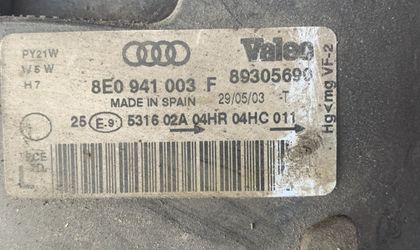 PY21W
W5W
H7
Valeo
8E0 941 003 F
89305690
MADE IN SPAIN
29/05/03 -T
25 E-9 5316 02A 04HR 04HC 011
L
Hg<mg VF-2